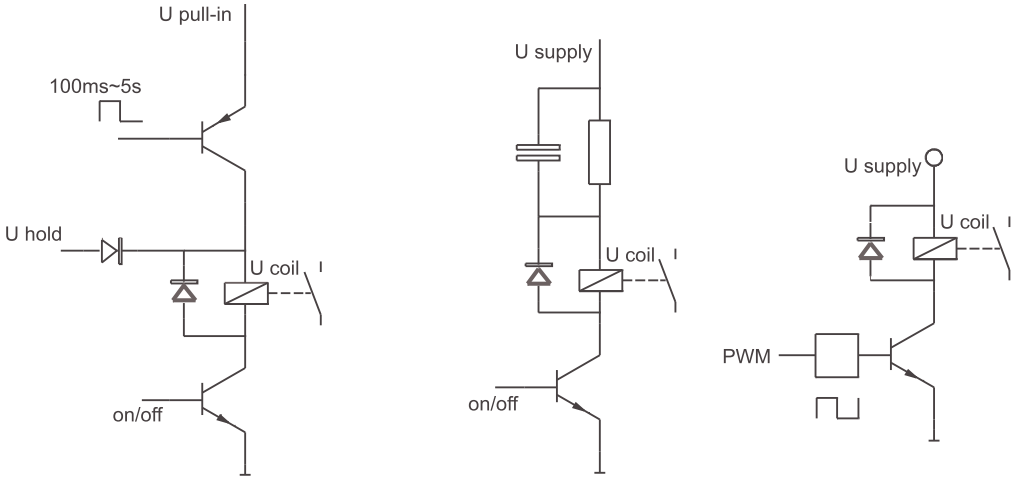 U pull-in
100ms~5s
U hold
U coil
on/off
U supply
U coil
on/off
U supply
U coil
PWM